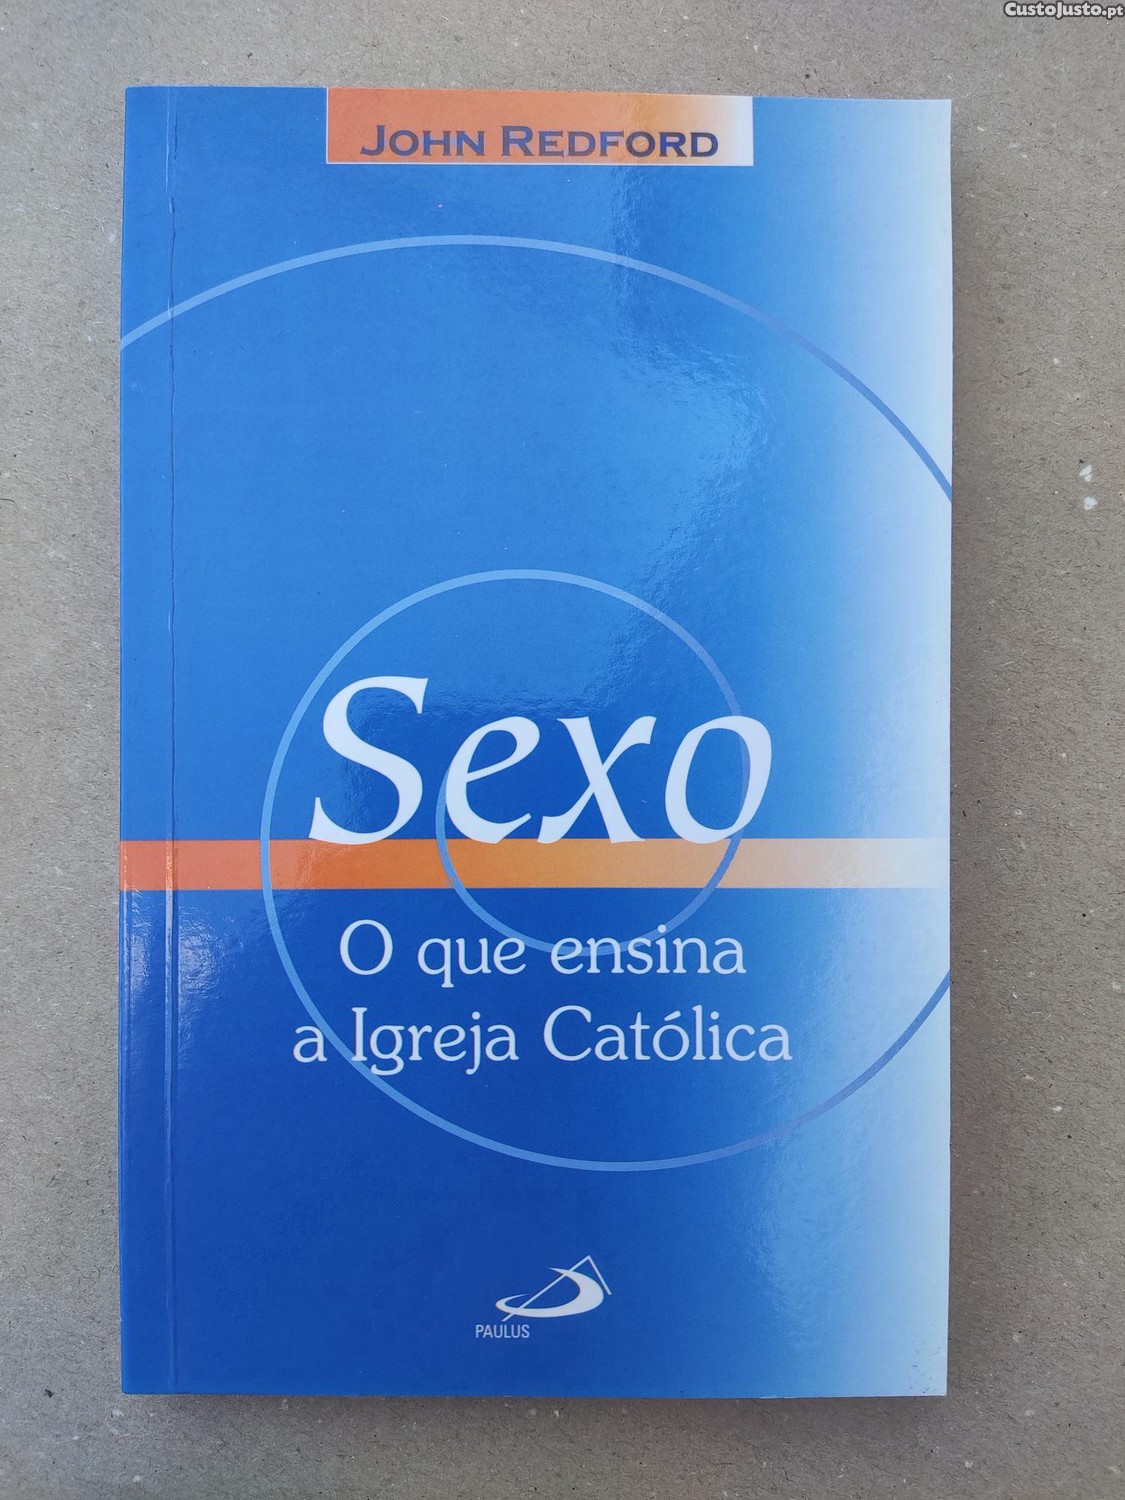 CustoJusto.pt
JOHN REDFORD
Sexo
O que ensina
a Igreja Católica
PAULUS